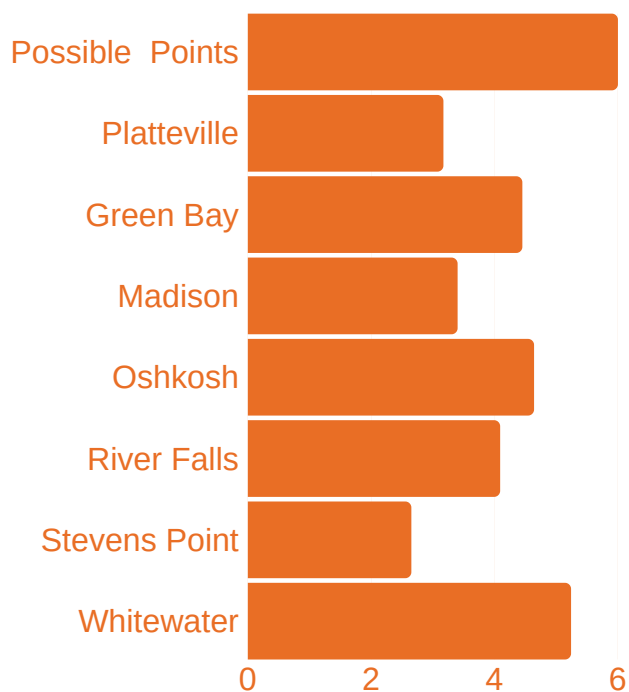 Possible  Points
Platteville
Green Bay
Madison
Oshkosh
River Falls
Stevens Point
Whitewater
0 2 4 6